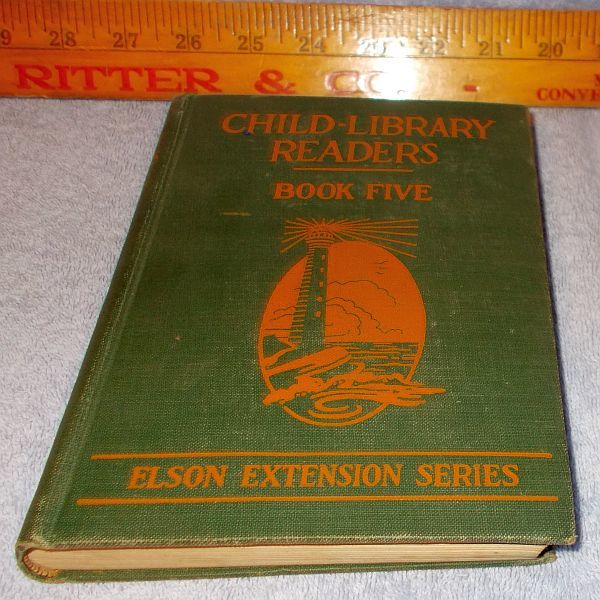 29 28 27 26 25 24 23 22 21 20
RITTER & CO.
CHILD-LIBRARY
READERS
BOOK FIVE
ELSON EXTENSION SERIES